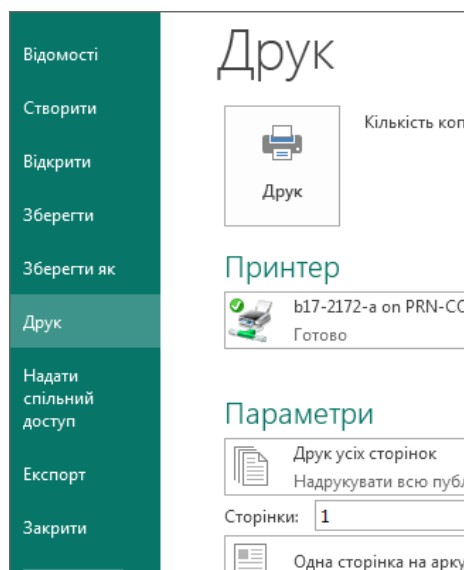 Відомості
Створити
Відкрити
Зберегти
Зберегти як
Друк
Надати
спільний
доступ
Експорт
Закрити
Друк
Кількість коп
Друк
Принтер
b17-2172-a on PRN-CO
Готово
Параметри
Друк усіх сторінок
Надрукувати всю публ
Сторінки: 1
Одна сторінка на арку